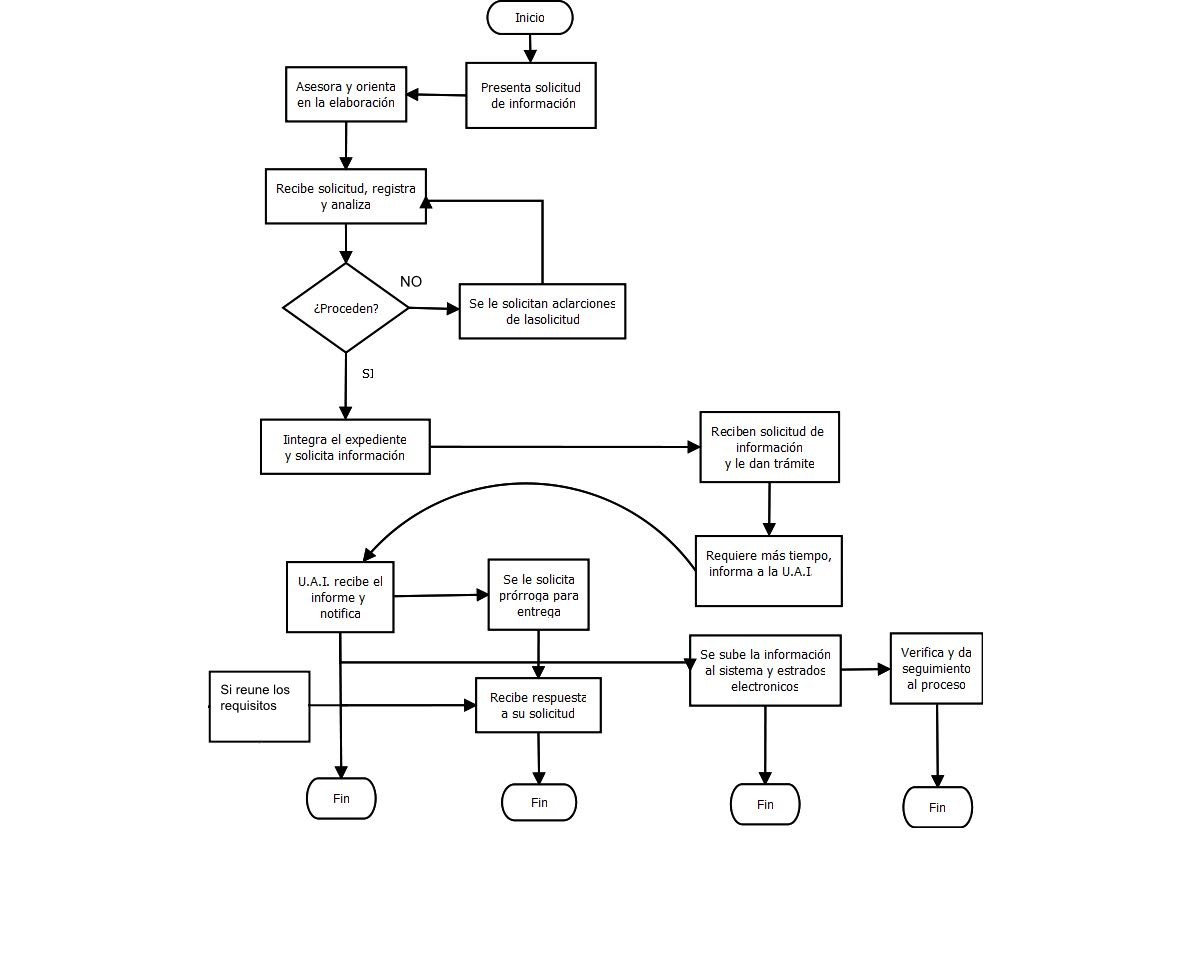 Inicio
Presenta solicitud
de información
Asesora y orienta
en la elaboración
Recibe solicitud, registra
y analiza
NO
¿Proceden?
Se le solicitan aclarciones
de lasolicitud
SI
Iintegra el expediente
y solicita información
Reciben solicitud de
información
y le dan trámite
Requiere más tiempo,
informa a la U.A.I
U.A.I. recibe el
informe y
notifica
Se le solicita
prórroga para
entrega
Se sube la información
al sistema y estrados
electronicos
Verifica y da
seguimiento
al proceso
Si reune los
requisitos
Recibe respuesta
a su solicitud
Fin
Fin
Fin
Fin